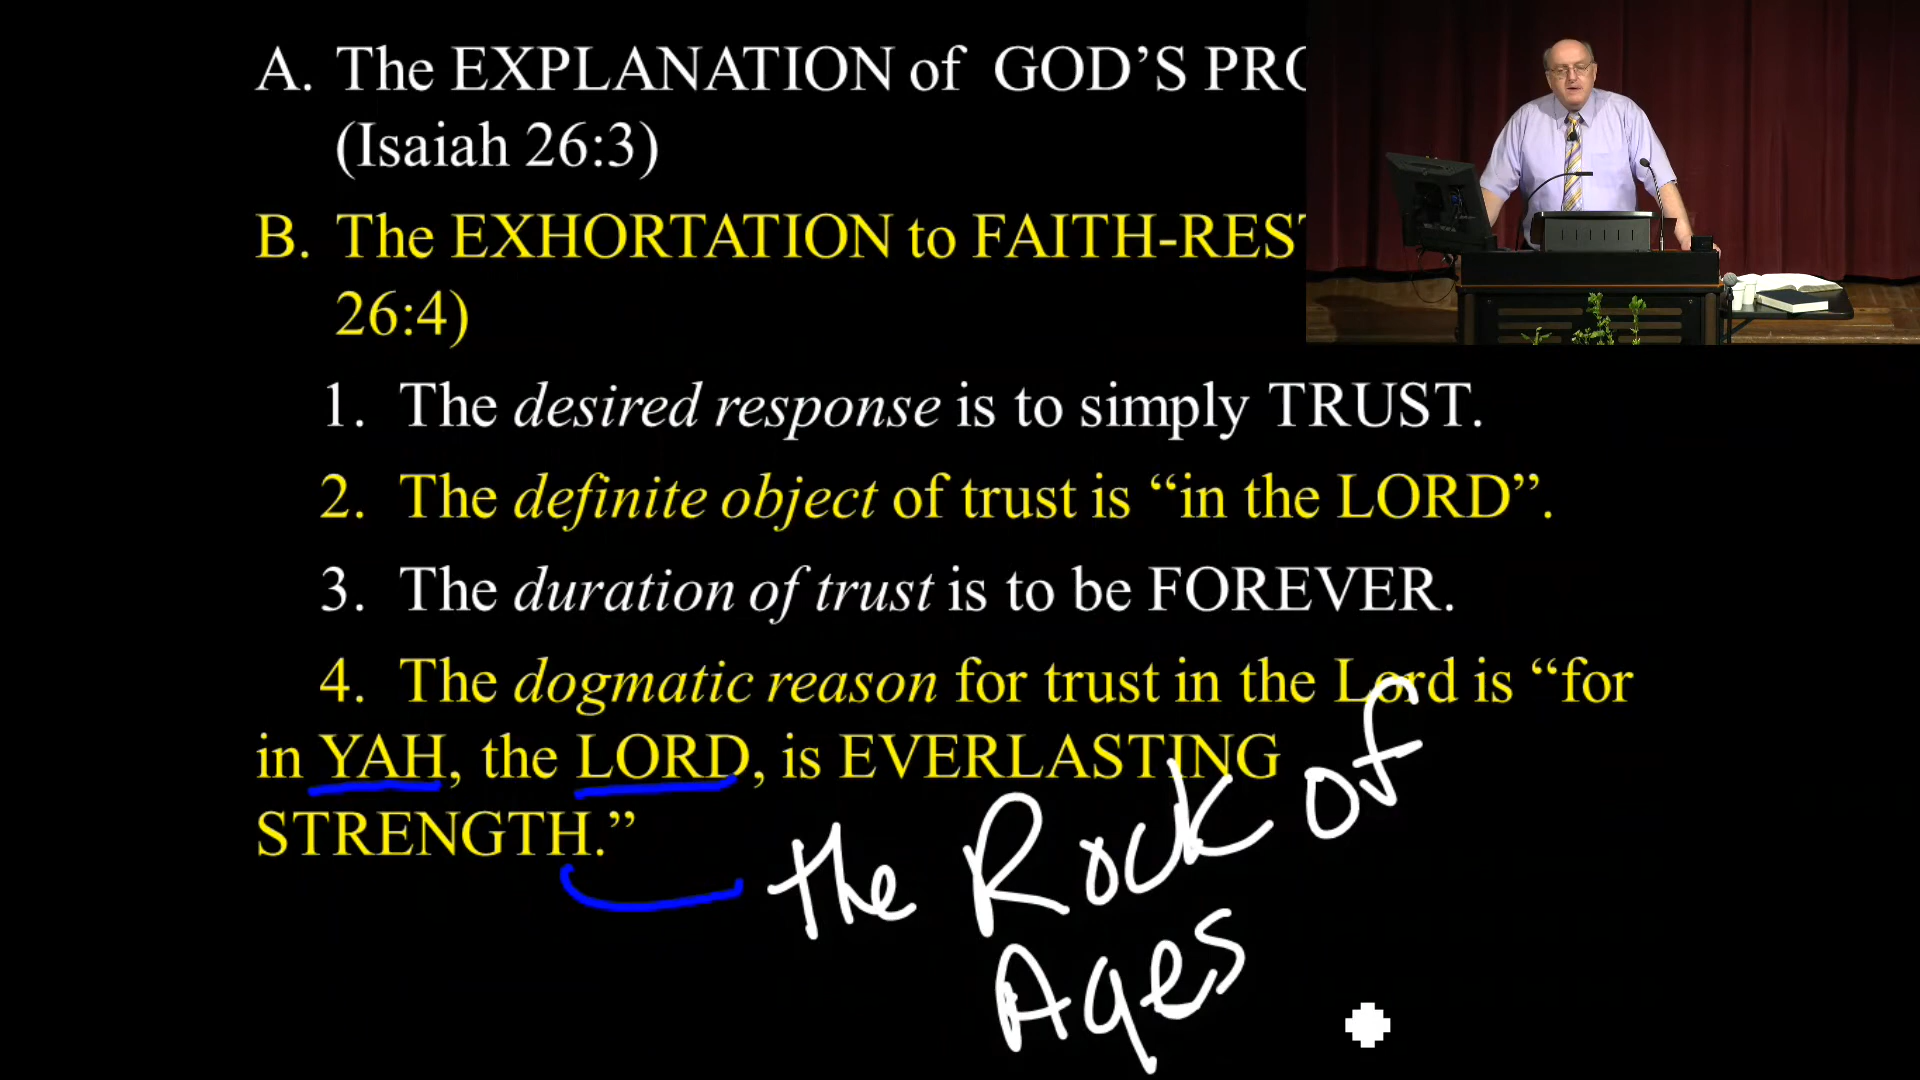 A. The EXPLANATION of GOD’S
(Isaiah 26:3)
B. The EXHORTATION to FAITH-REST
26:4)
1. The desired response is to simply TRUST.
2. The definite object of trust is “in the LORD”.
3. The duration of trust is to be FOREVER.
4. The dogmatic reason for trust in the Lord is “for
in YAH, the LORD, is EVERLASTING
STRENGTH.”
the Rock of
Ages